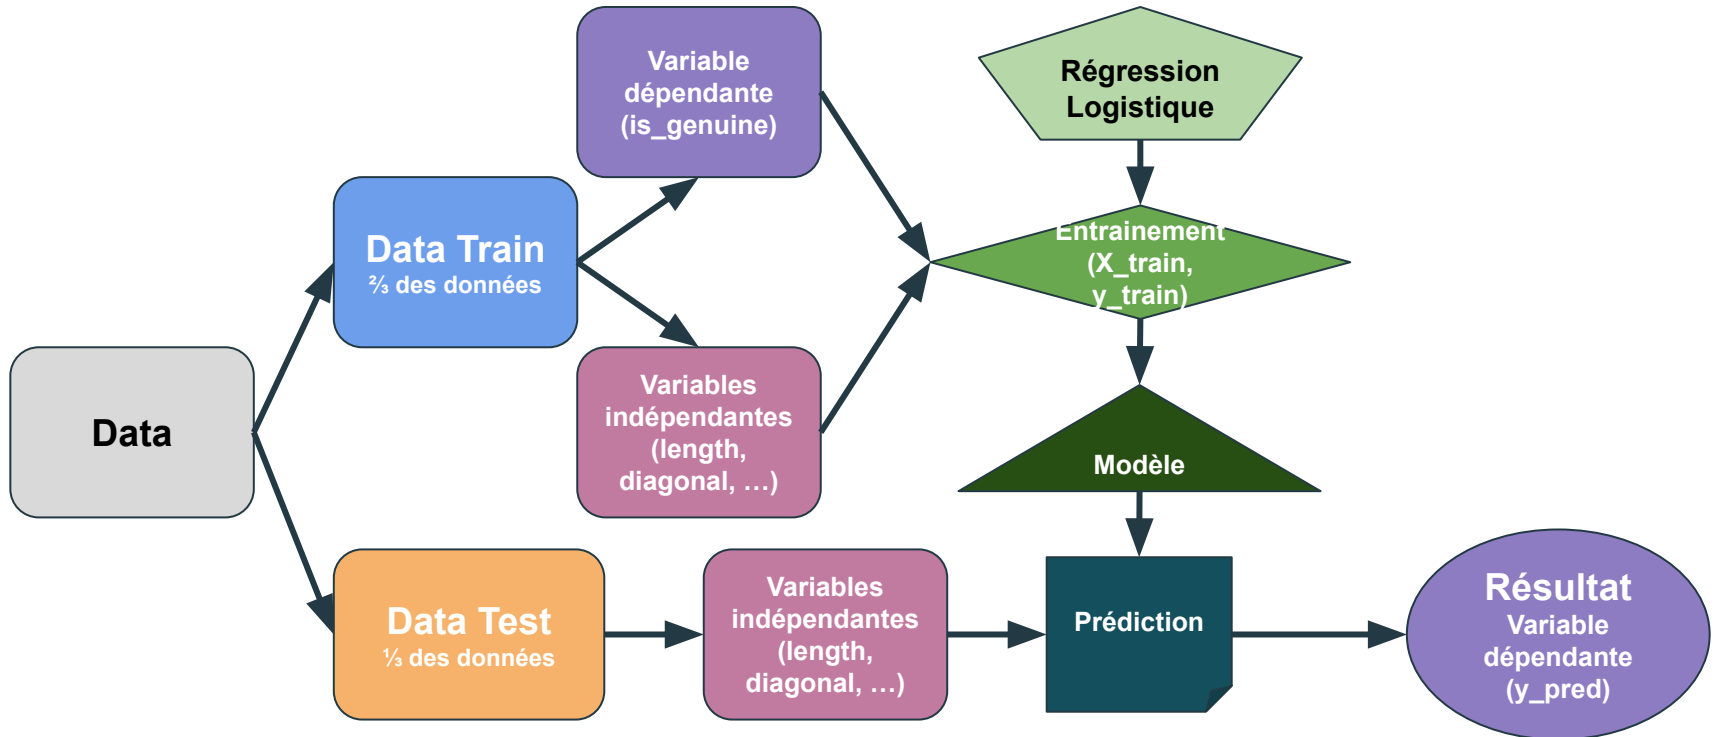 Variable
dépendante
(is_genuine)
Régression
Logistique
Data Train
⅔ des données
Entrainement
(X_train,
y_train)
Data
Variables
indépendantes
(length,
diagonal, …)
Modèle
Data Test
⅓ des données
Variables
indépendantes
(length,
diagonal, …)
Prédiction
Résultat
Variable
dépendante
(y_pred)